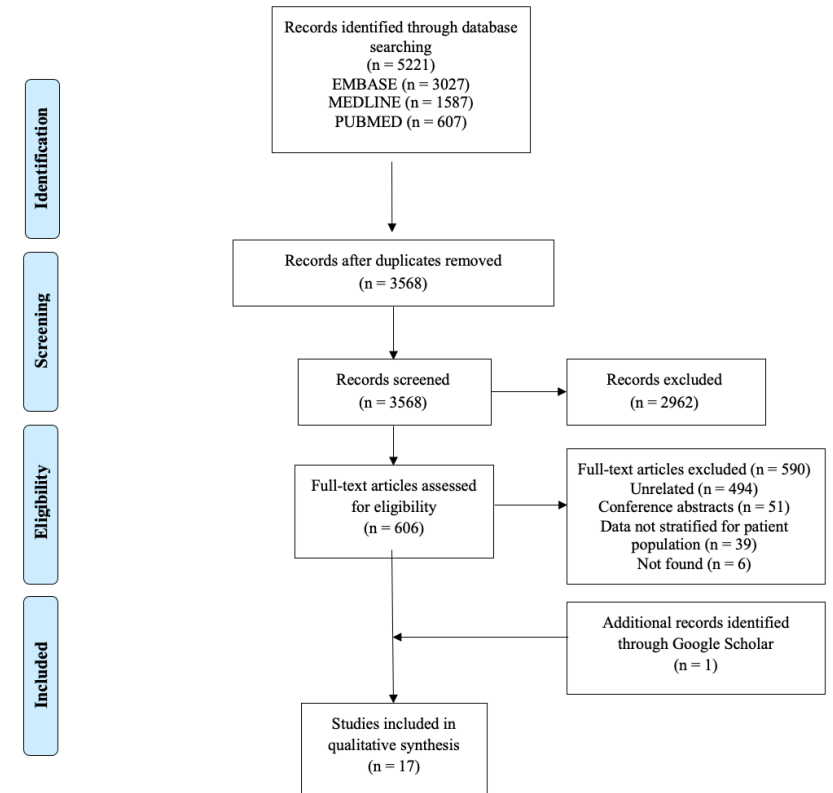 Records identified through database
searching
(n = 5221)
EMBASE (n = 3027)
MEDLINE (n = 1587)
PUBMED (n = 607)
Identification
Records after duplicates removed
(n = 3568)
Screening
Records screened
(n = 3568)
Records excluded
(n = 2962)
Eligibility
Full-text articles assessed
for eligibility
(n = 606)
Full-text articles excluded (n = 590)
Unrelated (n = 494)
Conference abstracts (n = 51)
Data not stratified for patient
population (n = 39)
Not found (n = 6)
Additional records identified
through Google Scholar
(n = 1)
Included
Studies included in
qualitative synthesis
(n = 17)